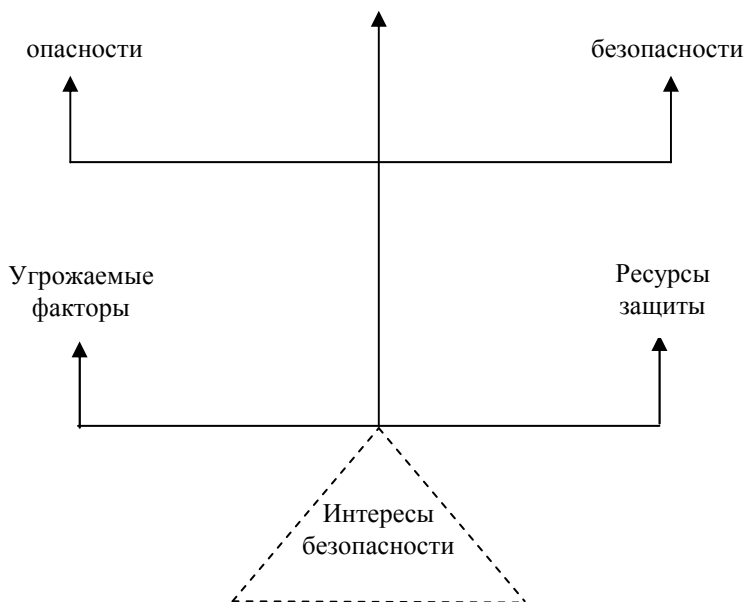 опасности
безопасности
Угрожаемые
факторы
Ресурсы
защиты
Интересы
безопасности